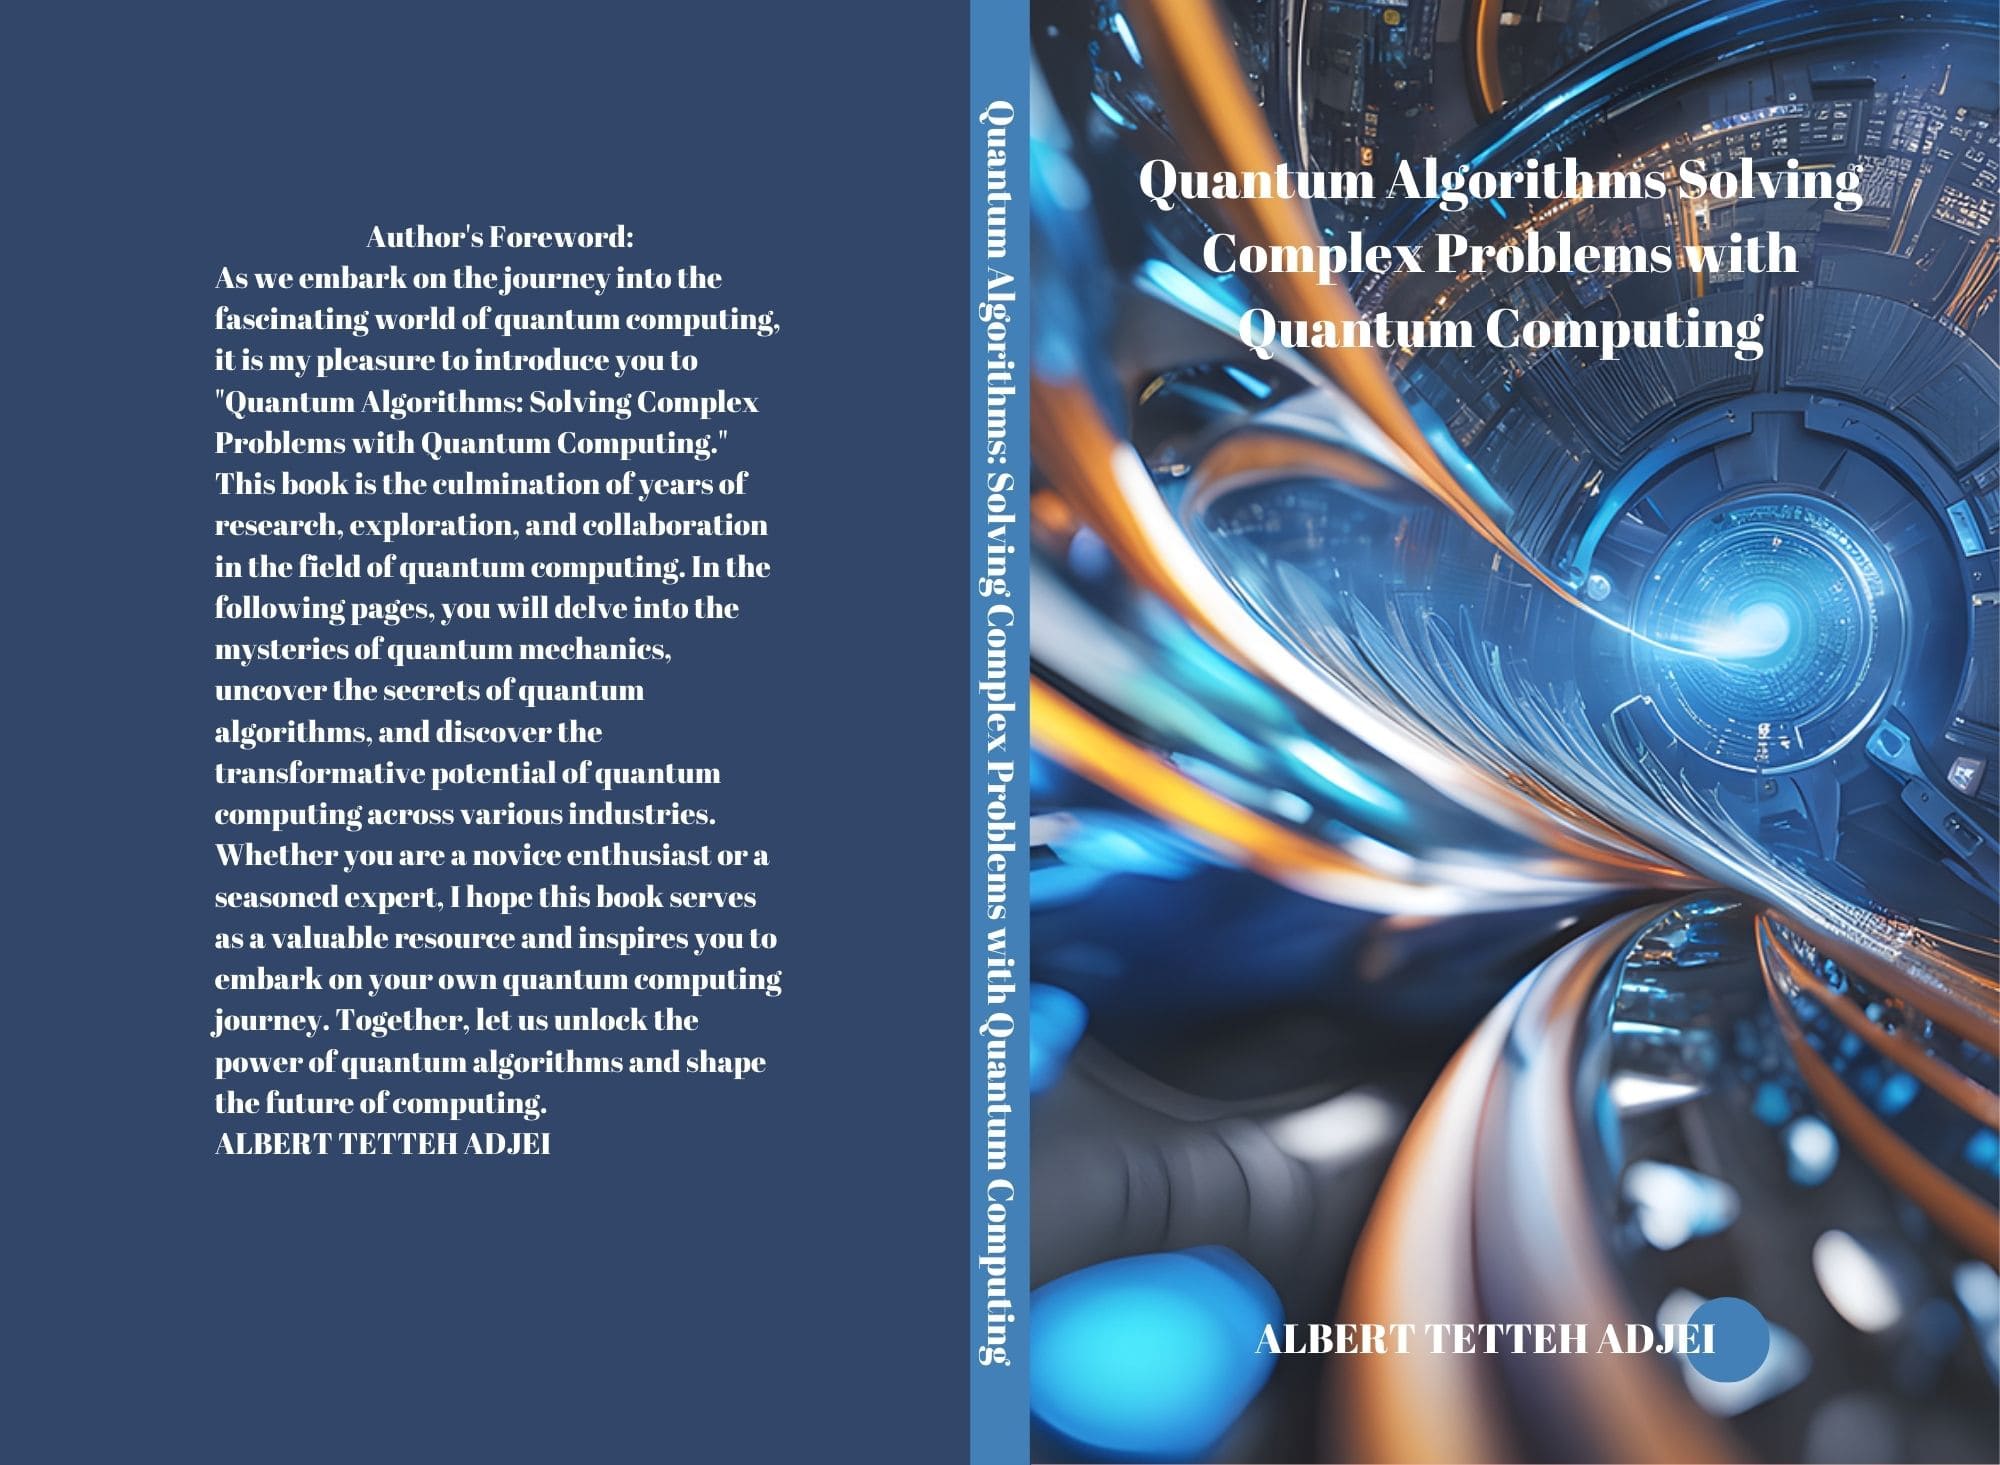 Author's Foreword:
As we embark on the journey into the
fascinating world of quantum computing,
it is my pleasure to introduce you to
"Quantum Algorithms: Solving Complex
Problems with Quantum Computing."
This book is the culmination of years of
research, exploration, and collaboration
in the field of quantum computing. In the
following pages, you will delve into the
mysteries of quantum mechanics,
uncover the secrets of quantum
algorithms, and discover the
transformative potential of quantum
computing across various industries.
Whether you are a novice enthusiast or a
seasoned expert, I hope this book serves
as a valuable resource and inspires you to
embark on your own quantum computing
journey. Together, let us unlock the
power of quantum algorithms and shape
the future of computing.
ALBERT TETTEH ADJEI
Quantum Algorithms: Solving Complex Problems with Quantum Computing
Quantum Algorithms Solving
Complex Problems with
Quantum Computing
ALBERT TETTEH ADJEI